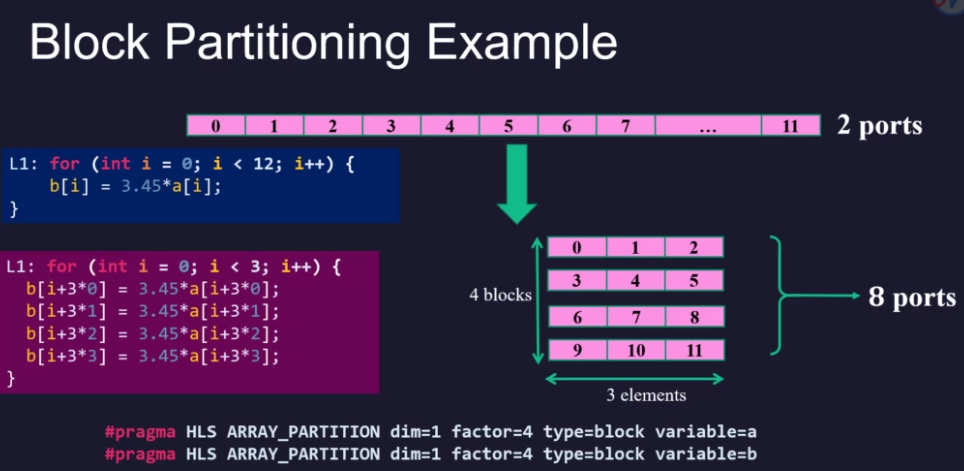 Block Partitioning Example
0 1 2 3 4 5 6 7 ... 11 2 ports
L1: for (int i = 0; i < 12; i++) {
b[i] = 3.45*a[i];
}
L1: for (int i = 0; i < 3; i++) {
b[i+3*0] = 3.45*a[i+3*0];
b[i+3*1] = 3.45*a[i+3*1];
b[i+3*2] = 3.45*a[i+3*2];
b[i+3*3] = 3.45*a[i+3*3];
}
4 blocks
0 1 2
3 4 5
6 7 8
9 10 11
8 ports
3 elements
#pragma HLS ARRAY_PARTITION dim=1 factor=4 type=block variable=a
#pragma HLS ARRAY_PARTITION dim=1 factor=4 type=block variable=b